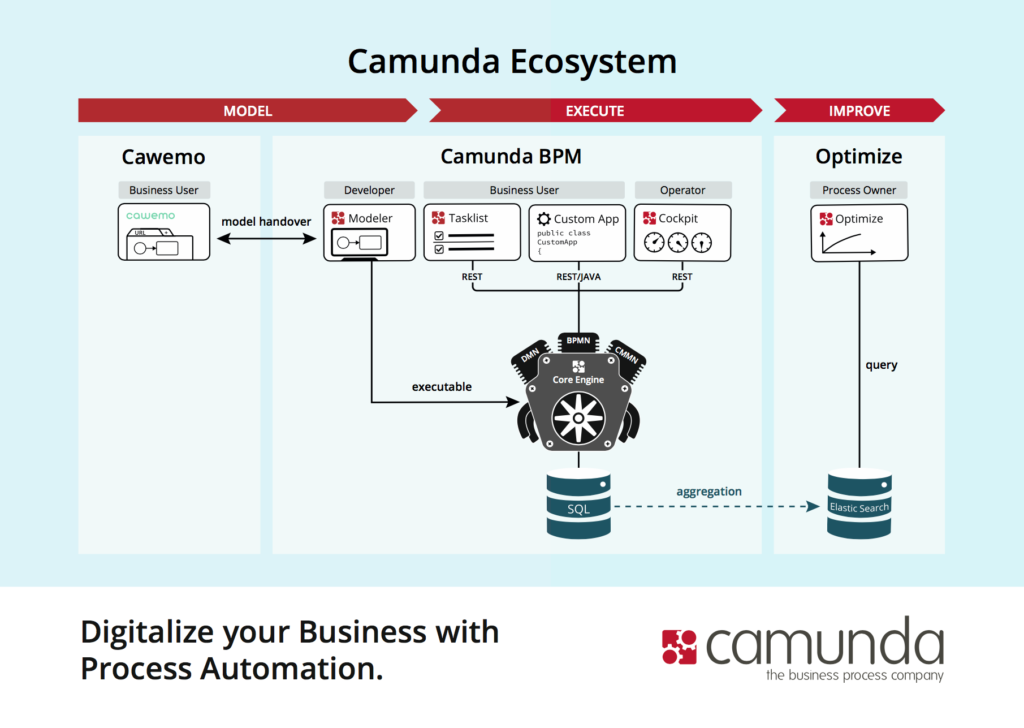 Camunda Ecosystem
MODEL
EXECUTE
IMPROVE
Cawemo
Camunda BPM
Optimize
Business User
Developer
Business User
Operator
Process Owner
cawemo
URL +
model handover
Modeler
Tasklist
Custom App
public class
CustomApp
{
Cockpit
Optimize
REST
REST/JAVA
REST
DMN
BPMN
CMMN
Core Engine
executable
query
SQL
aggregation
Elastic Search
Digitalize your Business with
Process Automation.
camunda
the business process company